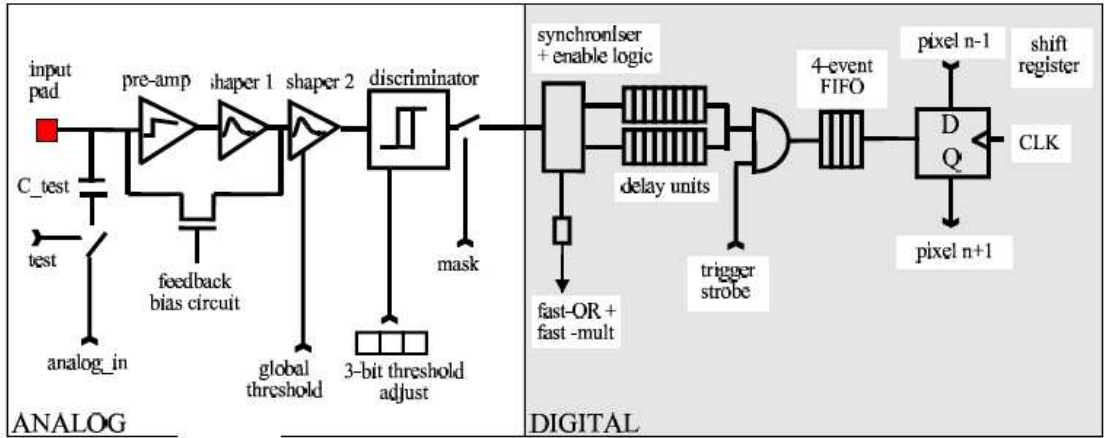 input
pad
pre-amp
shaper 1
shaper 2
discriminator
C_test
test
analog_in
feedback
bias circuit
global
threshold
3-bit threshold
adjust
mask
ANALOG
synchroniser
+ enable logic
4-event
FIFO
pixel n-1
shift
register
D
Q
CLK
delay units
pixel n+1
trigger
strobe
fast-OR +
fast -mult
DIGITAL